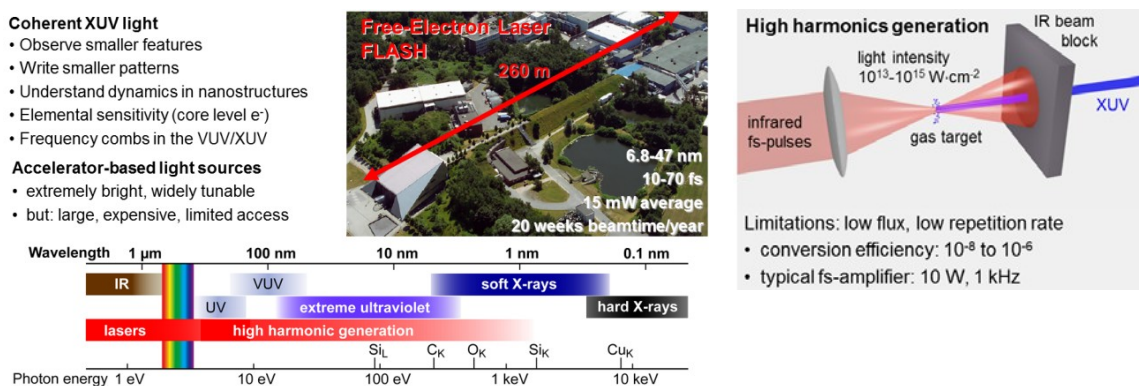 Coherent XUV light
• Observe smaller features
• Write smaller patterns
• Understand dynamics in nanostructures
• Elemental sensitivity (core level e⁻)
• Frequency combs in the VUV/XUV
Accelerator-based light sources
• extremely bright, widely tunable
• but: large, expensive, limited access
Free-Electron Laser
FLASH
260 m
6.8-47 nm
10-70 fs
15 mW average
20 weeks beamtime/year
High harmonics generation
IR beam
block
light intensity
10¹³-10¹⁵ W·cm⁻²
XUV
infrared
fs-pulses
gas target
Limitations: low flux, low repetition rate
• conversion efficiency: 10⁻⁸ to 10⁻⁶
• typical fs-amplifier: 10 W, 1 kHz
Wavelength 1 µm 100 nm 10 nm 1 nm 0.1 nm
IR VUV soft X-rays
UV extreme ultraviolet hard X-rays
lasers high harmonic generation
Si_L C_K O_K Si_K Cu_K
Photon energy 1 eV 10 eV 100 eV 1 keV 10 keV